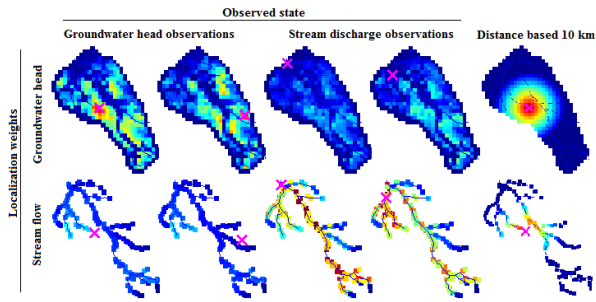 Observed state
Groundwater head observations
Stream discharge observations
Distance based 10 km
Localization weights
Groundwater head
Stream flow